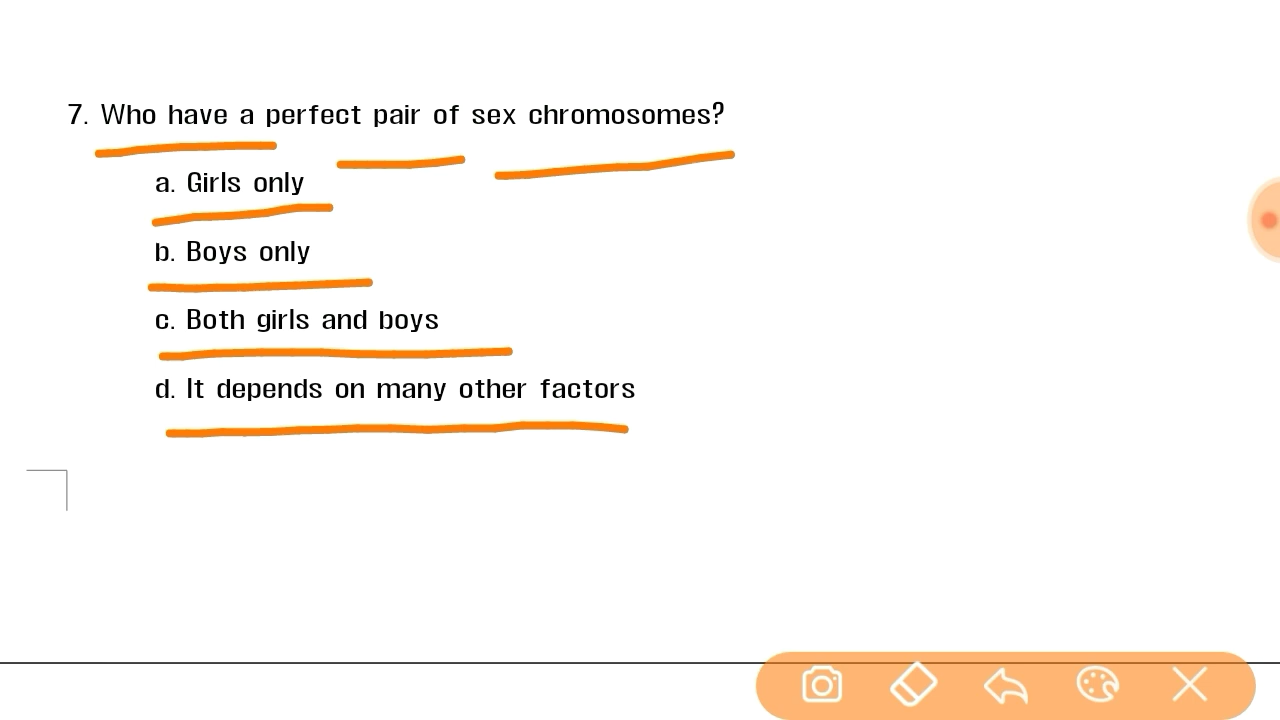 7. Who have a perfect pair of sex chromosomes?
a. Girls only
b. Boys only
c. Both girls and boys
d. It depends on many other factors